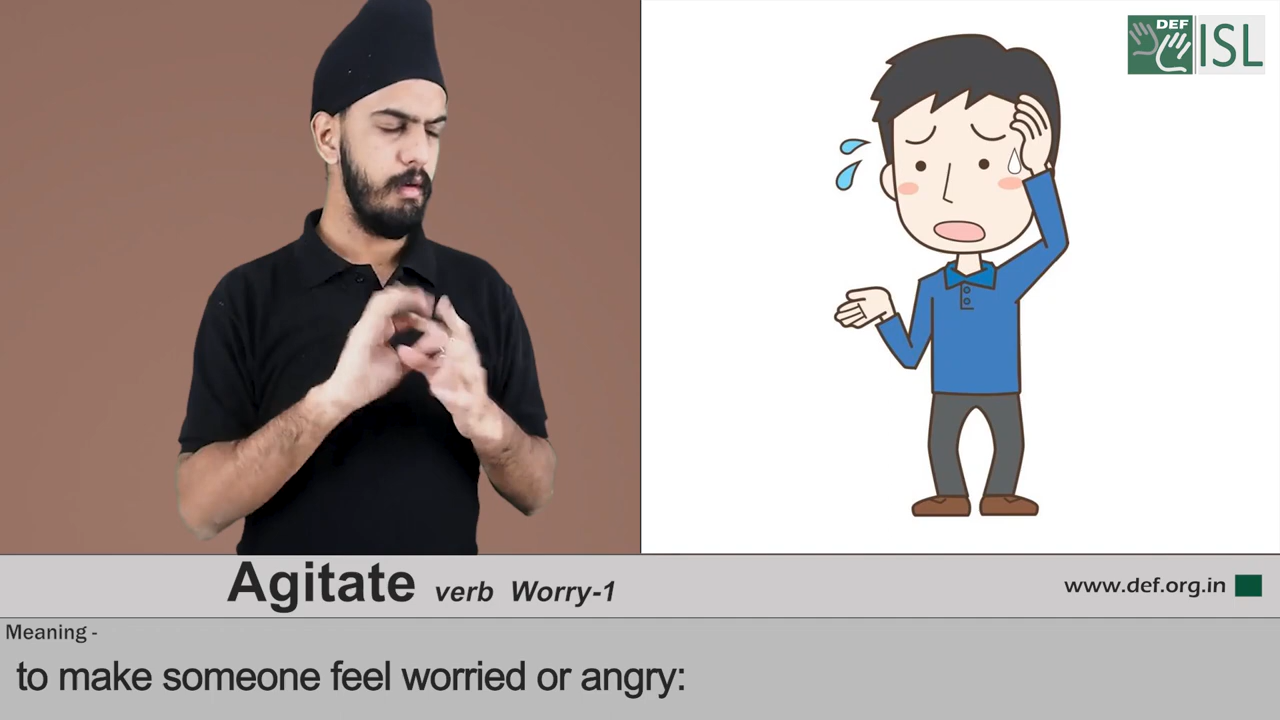 DEF
ISL
Agitate verb Worry-1
www.def.org.in
Meaning -
to make someone feel worried or angry: